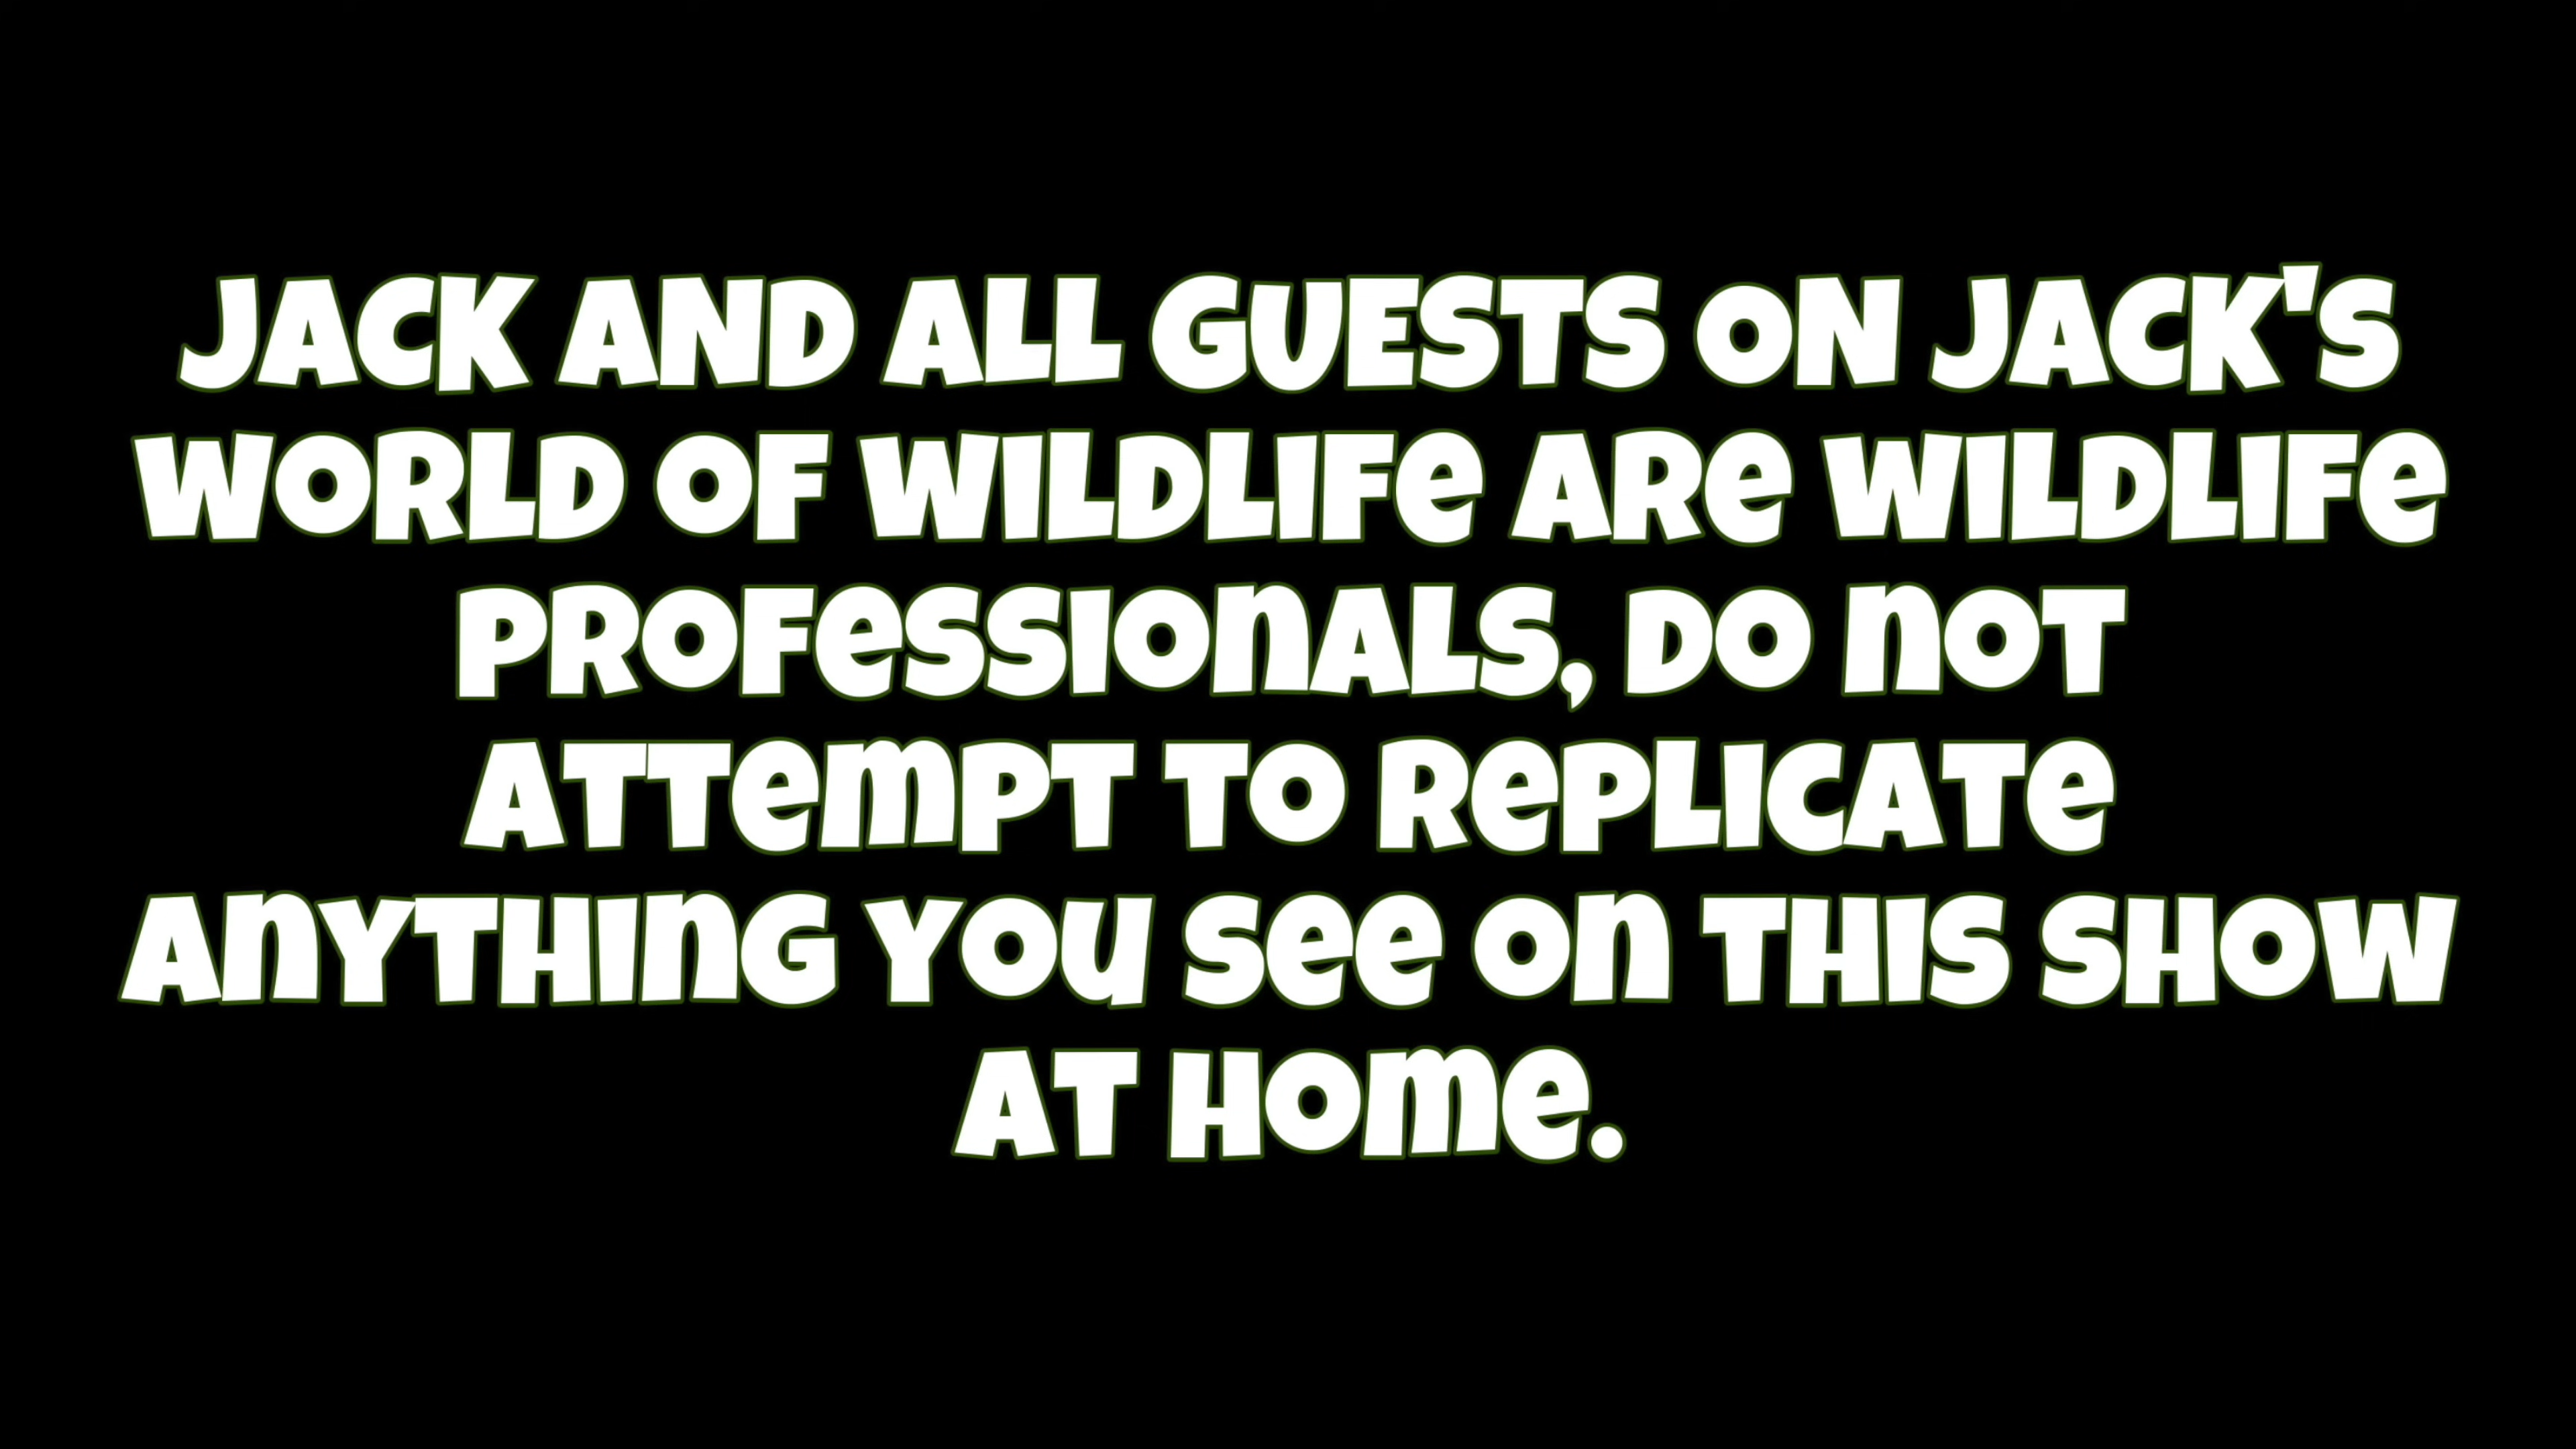 JACK AND ALL GUESTS ON JACK'S
WORLD OF WILDLIFE ARE WILDLIFE
PROFESSIONALS, DO NOT
ATTEMPT TO REPLICATE
ANYTHING YOU SEE ON THIS SHOW
AT HOME.